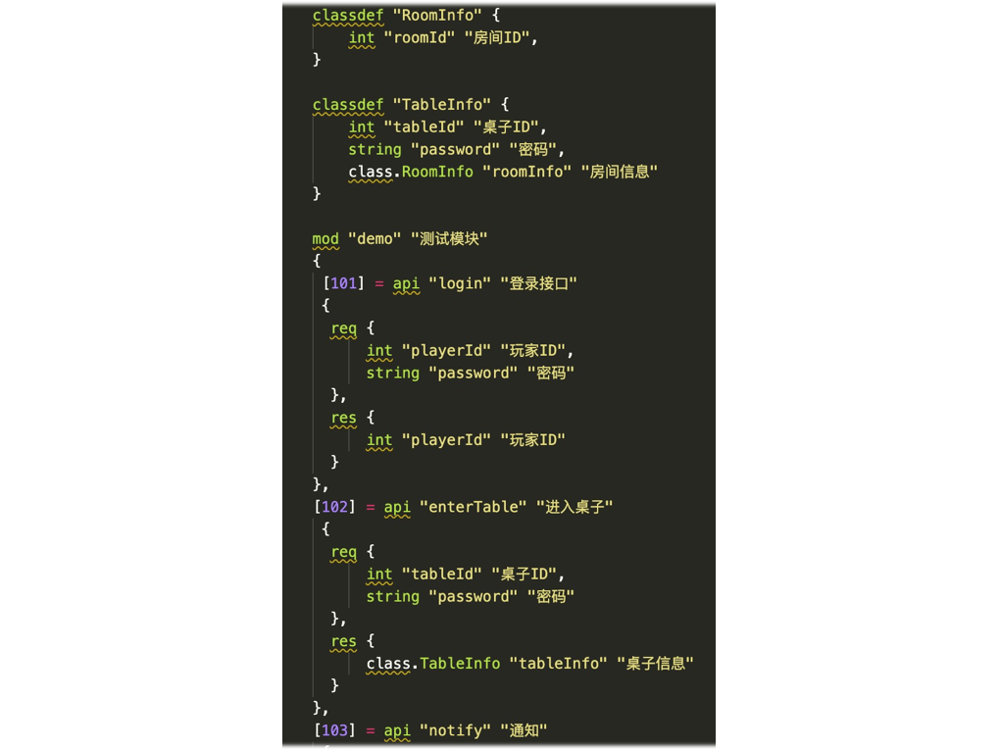 classdef "RoomInfo" {
int "roomId" "房间ID",
}
classdef "TableInfo" {
int "tableId" "桌子ID",
string "password" "密码",
class.RoomInfo "roomInfo" "房间信息"
}
mod "demo" "测试模块"
{
[101] = api "login" "登录接口"
{
req {
int "playerId" "玩家ID",
string "password" "密码"
},
res {
int "playerId" "玩家ID"
}
},
[102] = api "enterTable" "进入桌子"
{
req {
int "tableId" "桌子ID",
string "password" "密码"
},
res {
class.TableInfo "tableInfo" "桌子信息"
}
},
[103] = api "notify" "通知"